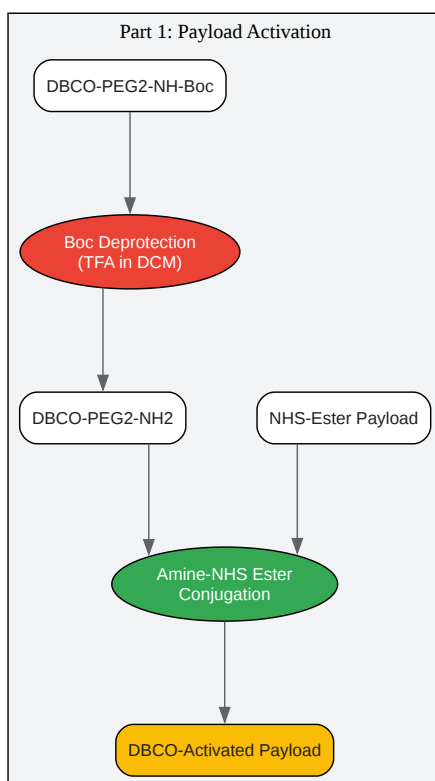 Part 1: Payload Activation
DBCO-PEG2-NH-Boc
Boc Deprotection
(TFA in DCM)
DBCO-PEG2-NH2
NHS-Ester Payload
Amine-NHS Ester
Conjugation
DBCO-Activated Payload